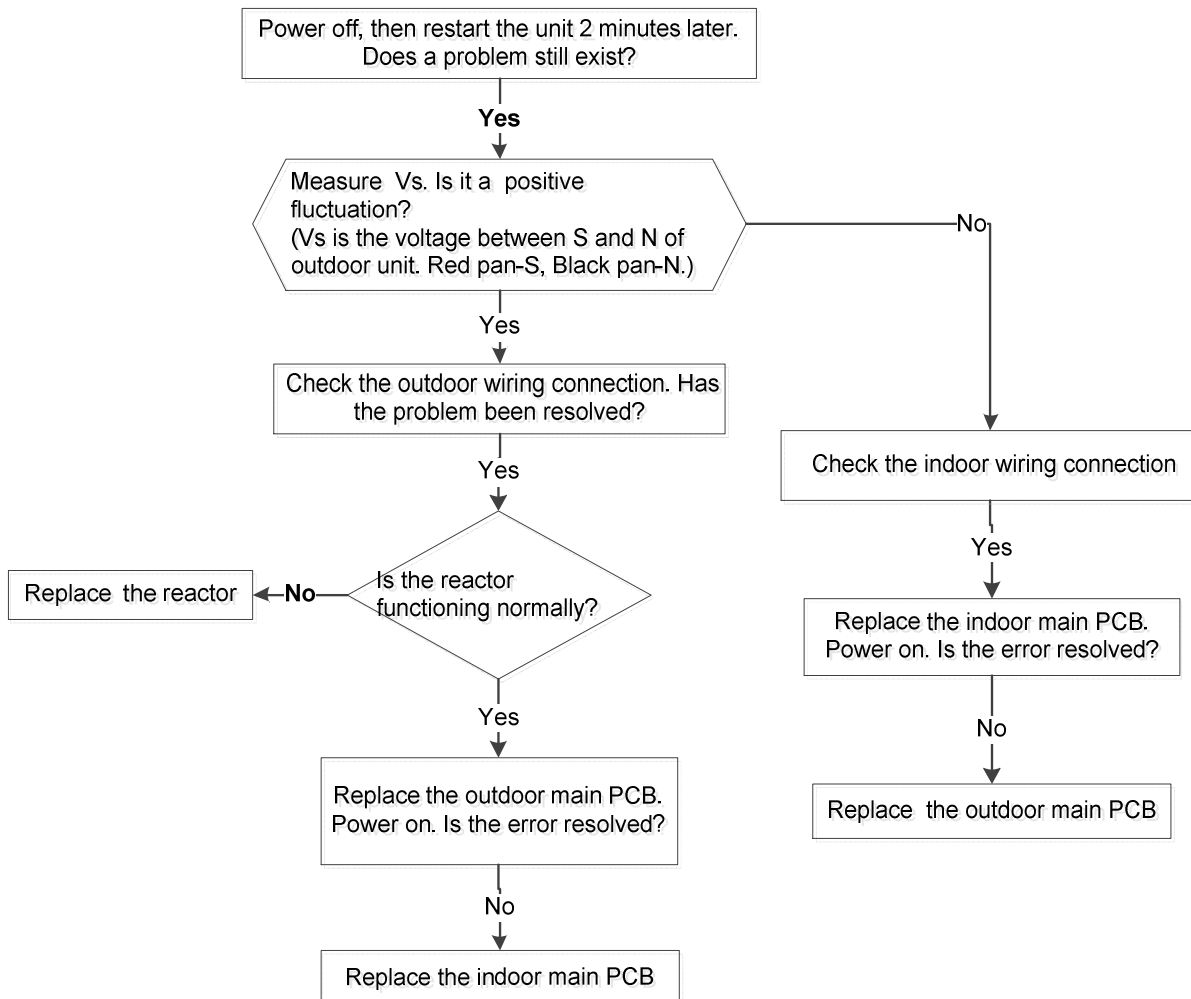 Power off, then restart the unit 2 minutes later.
Does a problem still exist?
Yes
Measure Vs. Is it a positive
fluctuation?
(Vs is the voltage between S and N of
outdoor unit. Red pan-S, Black pan-N.)
No
Yes
Check the outdoor wiring connection. Has
the problem been resolved?
Check the indoor wiring connection
Yes
Yes
Is the reactor
functioning normally?
No
Replace the reactor
Replace the indoor main PCB.
Power on. Is the error resolved?
Yes
No
Replace the outdoor main PCB.
Power on. Is the error resolved?
Replace the outdoor main PCB
No
Replace the indoor main PCB